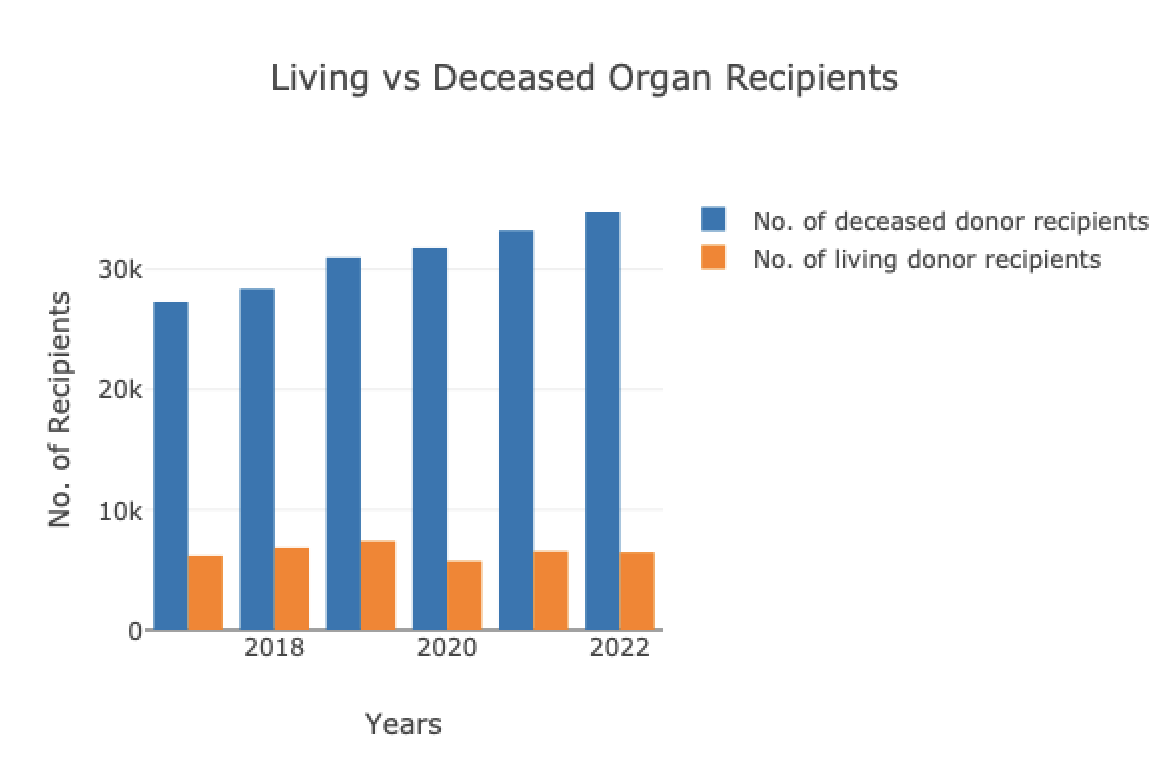 Living vs Deceased Organ Recipients
No. of deceased donor recipients
No. of living donor recipients
30k
20k
10k
0
No. of Recipients
2018 2020 2022
Years